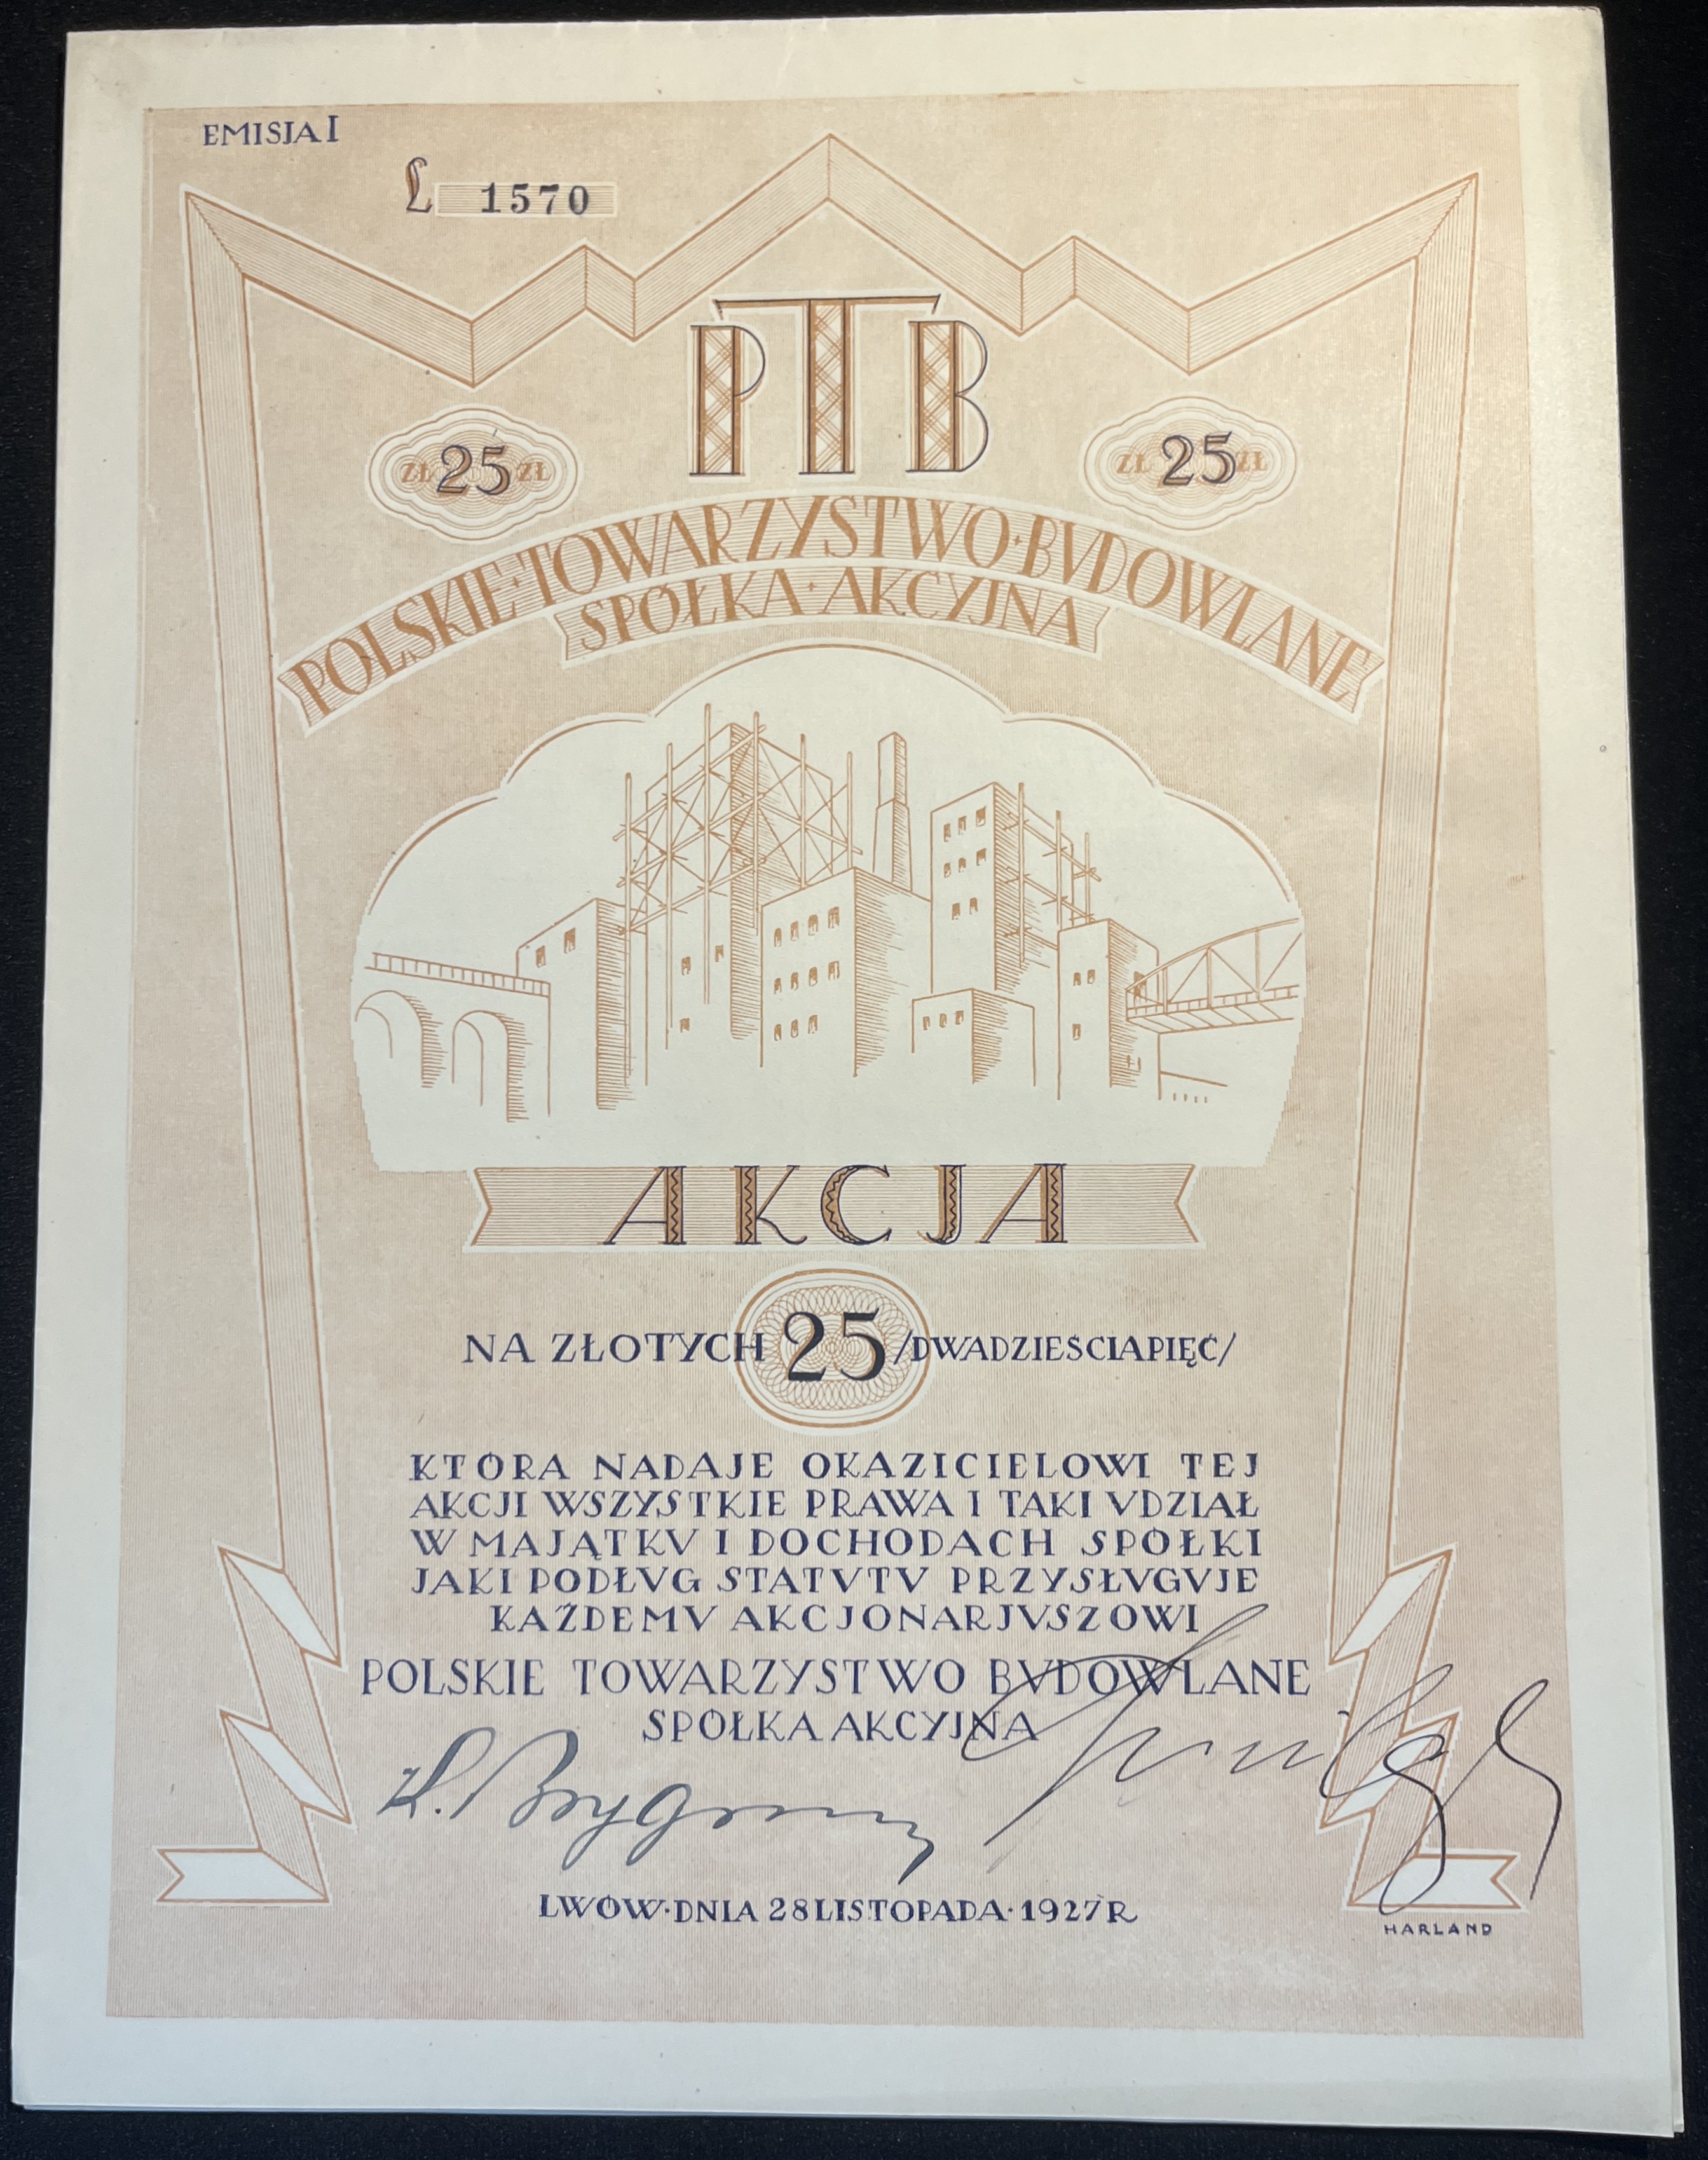 EMISJA I
Ł 1570
PTB
ZŁ 25 ZŁ
ZŁ 25 ZŁ
POLSKIE·TOWARZYSTWO·BVDOWLANE
SPÓŁKA·AKCYJNA
AKCJA
NA ZŁOTYCH 25 /DWADZIEŚCIAPIĘĆ/
KTÓRA NADAJE OKAZICIELOWI TEJ
AKCJI WSZYSTKIE PRAWA I TAKI VDZIAŁ
W MAJĄTKV I DOCHODACH SPÓŁKI
JAKI PODŁVG STATVTV PRZYSŁVGVJE
KAŻDEMV AKCJONARJVSZOWI
POLSKIE TOWARZYSTWO BVDOWLANE
SPÓŁKA AKCYJNA
LWÓW·DNIA 28 LISTOPADA·1927 R
HARLAND